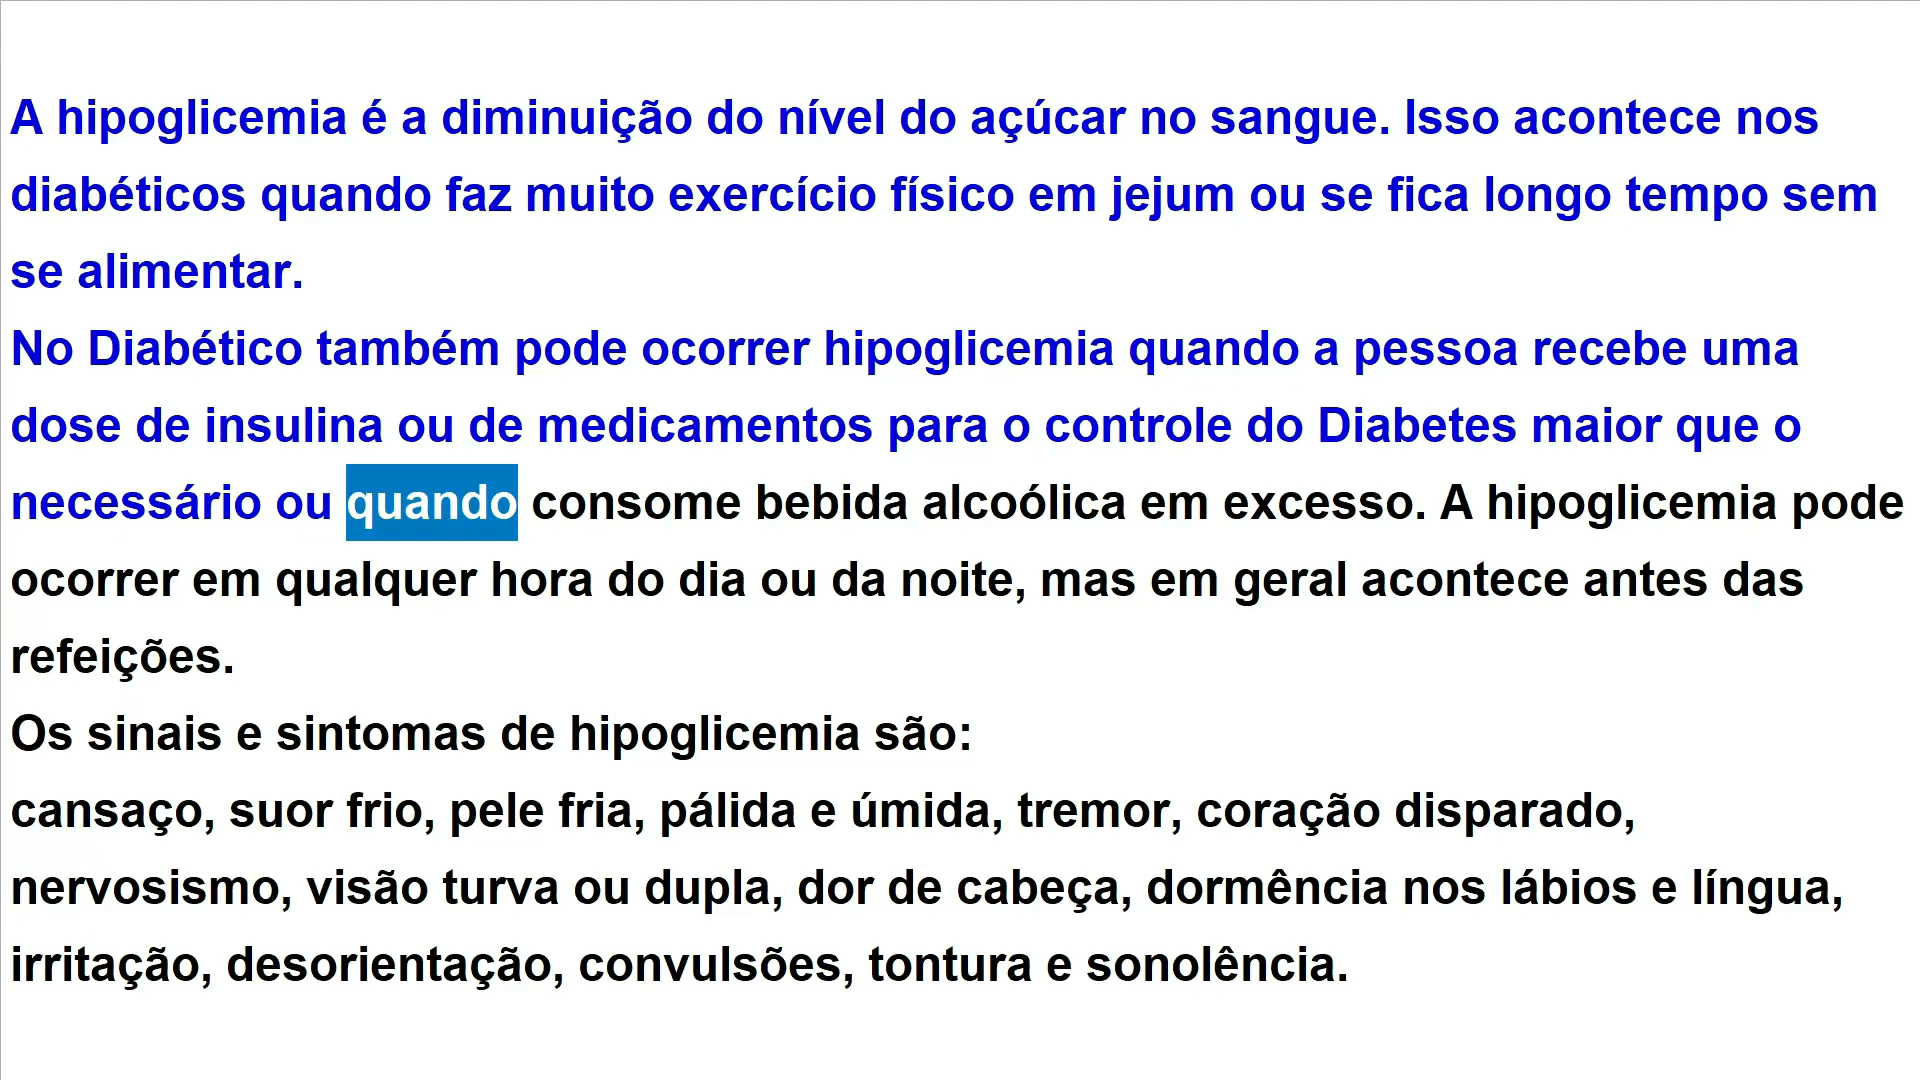 A hipoglicemia é a diminuição do nível do açúcar no sangue. Isso acontece nos
diabéticos quando faz muito exercício físico em jejum ou se fica longo tempo sem
se alimentar.
No Diabético também pode ocorrer hipoglicemia quando a pessoa recebe uma
dose de insulina ou de medicamentos para o controle do Diabetes maior que o
necessário ou quando consome bebida alcoólica em excesso. A hipoglicemia pode
ocorrer em qualquer hora do dia ou da noite, mas em geral acontece antes das
refeições.
Os sinais e sintomas de hipoglicemia são:
cansaço, suor frio, pele fria, pálida e úmida, tremor, coração disparado,
nervosismo, visão turva ou dupla, dor de cabeça, dormência nos lábios e língua,
irritação, desorientação, convulsões, tontura e sonolência.